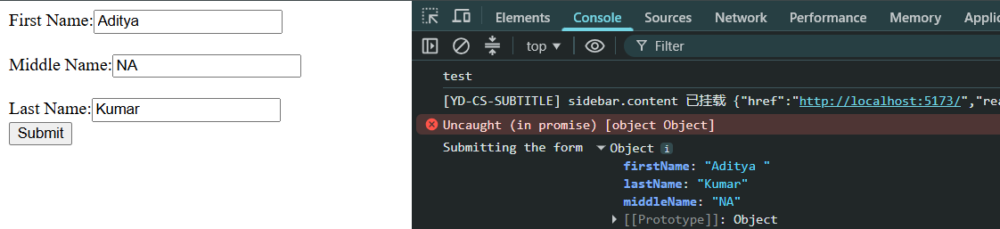 First Name: Aditya
Middle Name: NA
Last Name: Kumar
Submit
Elements Console Sources Network Performance Memory Applic
top ▼ Filter
test
[YD-CS-SUBTITLE] sidebar.content 已挂载 {"href":"http://localhost:5173/","rea
Uncaught (in promise) [object Object]
Submitting the form ▼ Object i
firstName: "Aditya "
lastName: "Kumar"
middleName: "NA"
▶ [[Prototype]]: Object